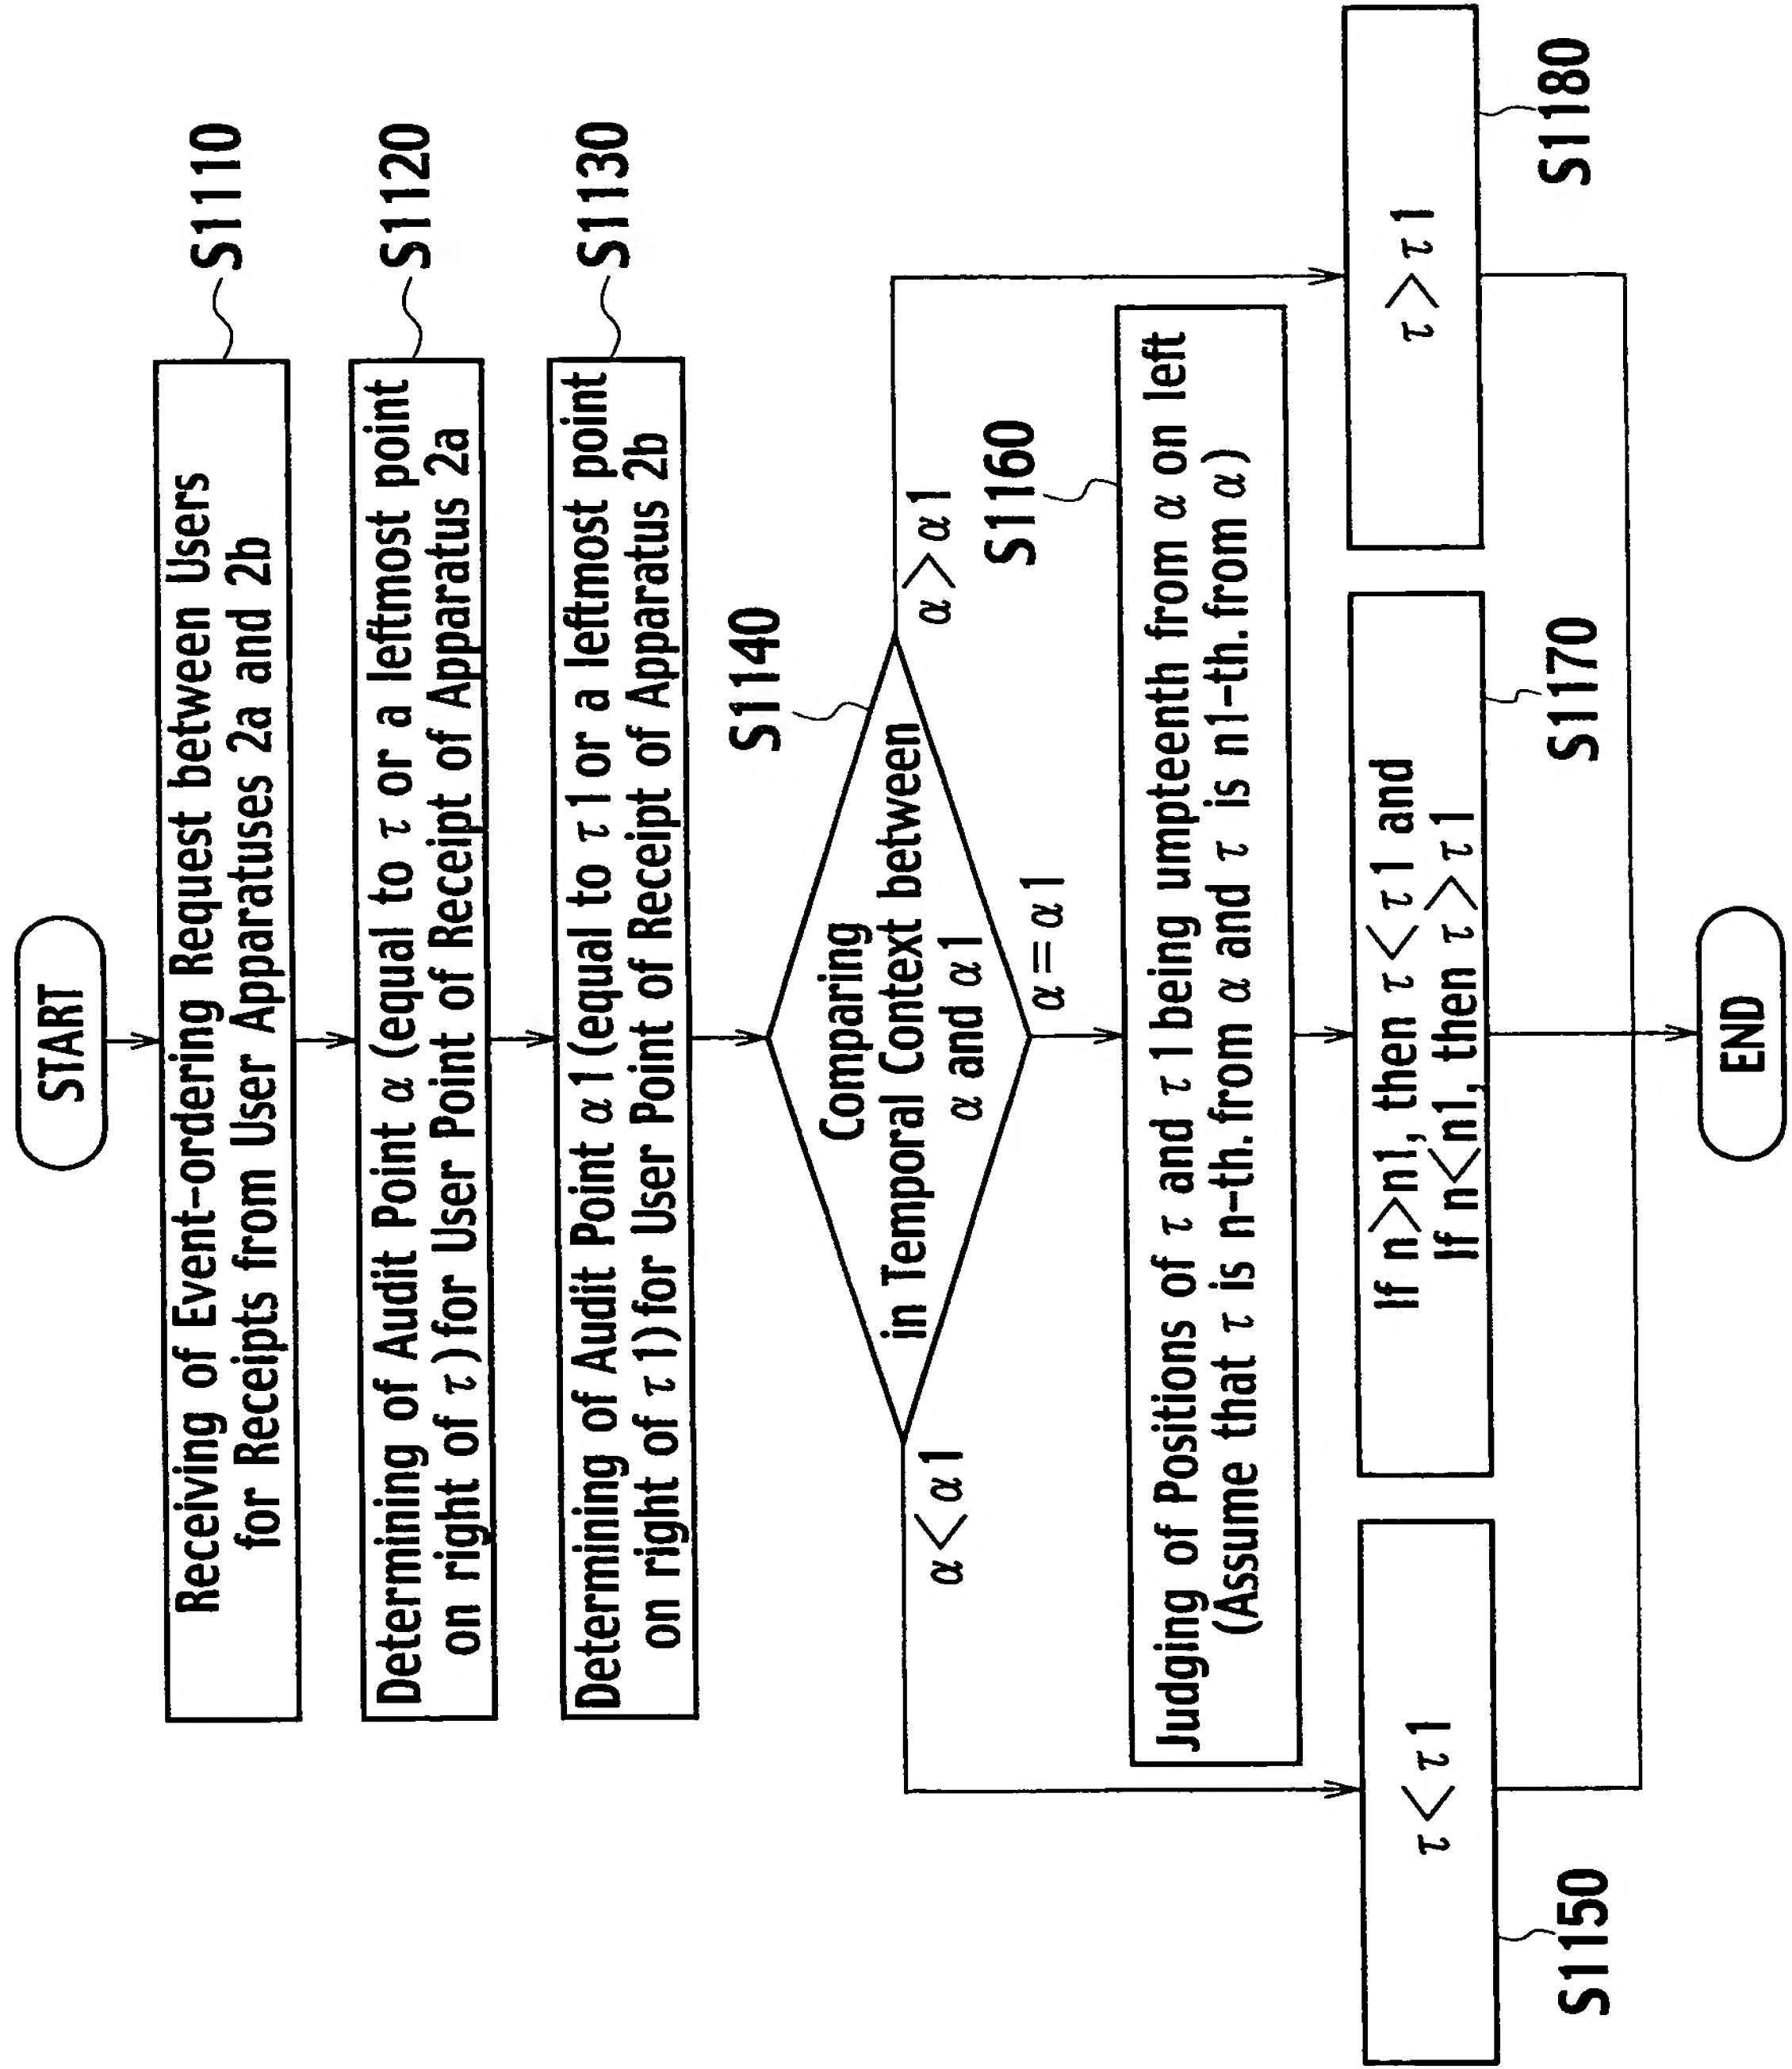 START
Receiving of Event-ordering Request between Users
for Receipts from User Apparatuses 2a and 2b
S1110
Determining of Audit Point α (equal to τ or a leftmost point
on right of τ) for User Point of Receipt of Apparatus 2a
S1120
Determining of Audit Point α1 (equal to τ1 or a leftmost point
on right of τ1) for User Point of Receipt of Apparatus 2b
S1130
S1140
Comparing
in Temporal Context between
α and α1
α<α1
α>α1
α=α1
S1160
Judging of Positions of τ and τ1 being umpteenth from α on left
(Assume that τ is n-th. from α and τ is n1-th. from α)
τ<τ1
S1150
If n>n1, then τ<τ1 and
If n<n1, then τ>τ1
S1170
τ>τ1
S1180
END